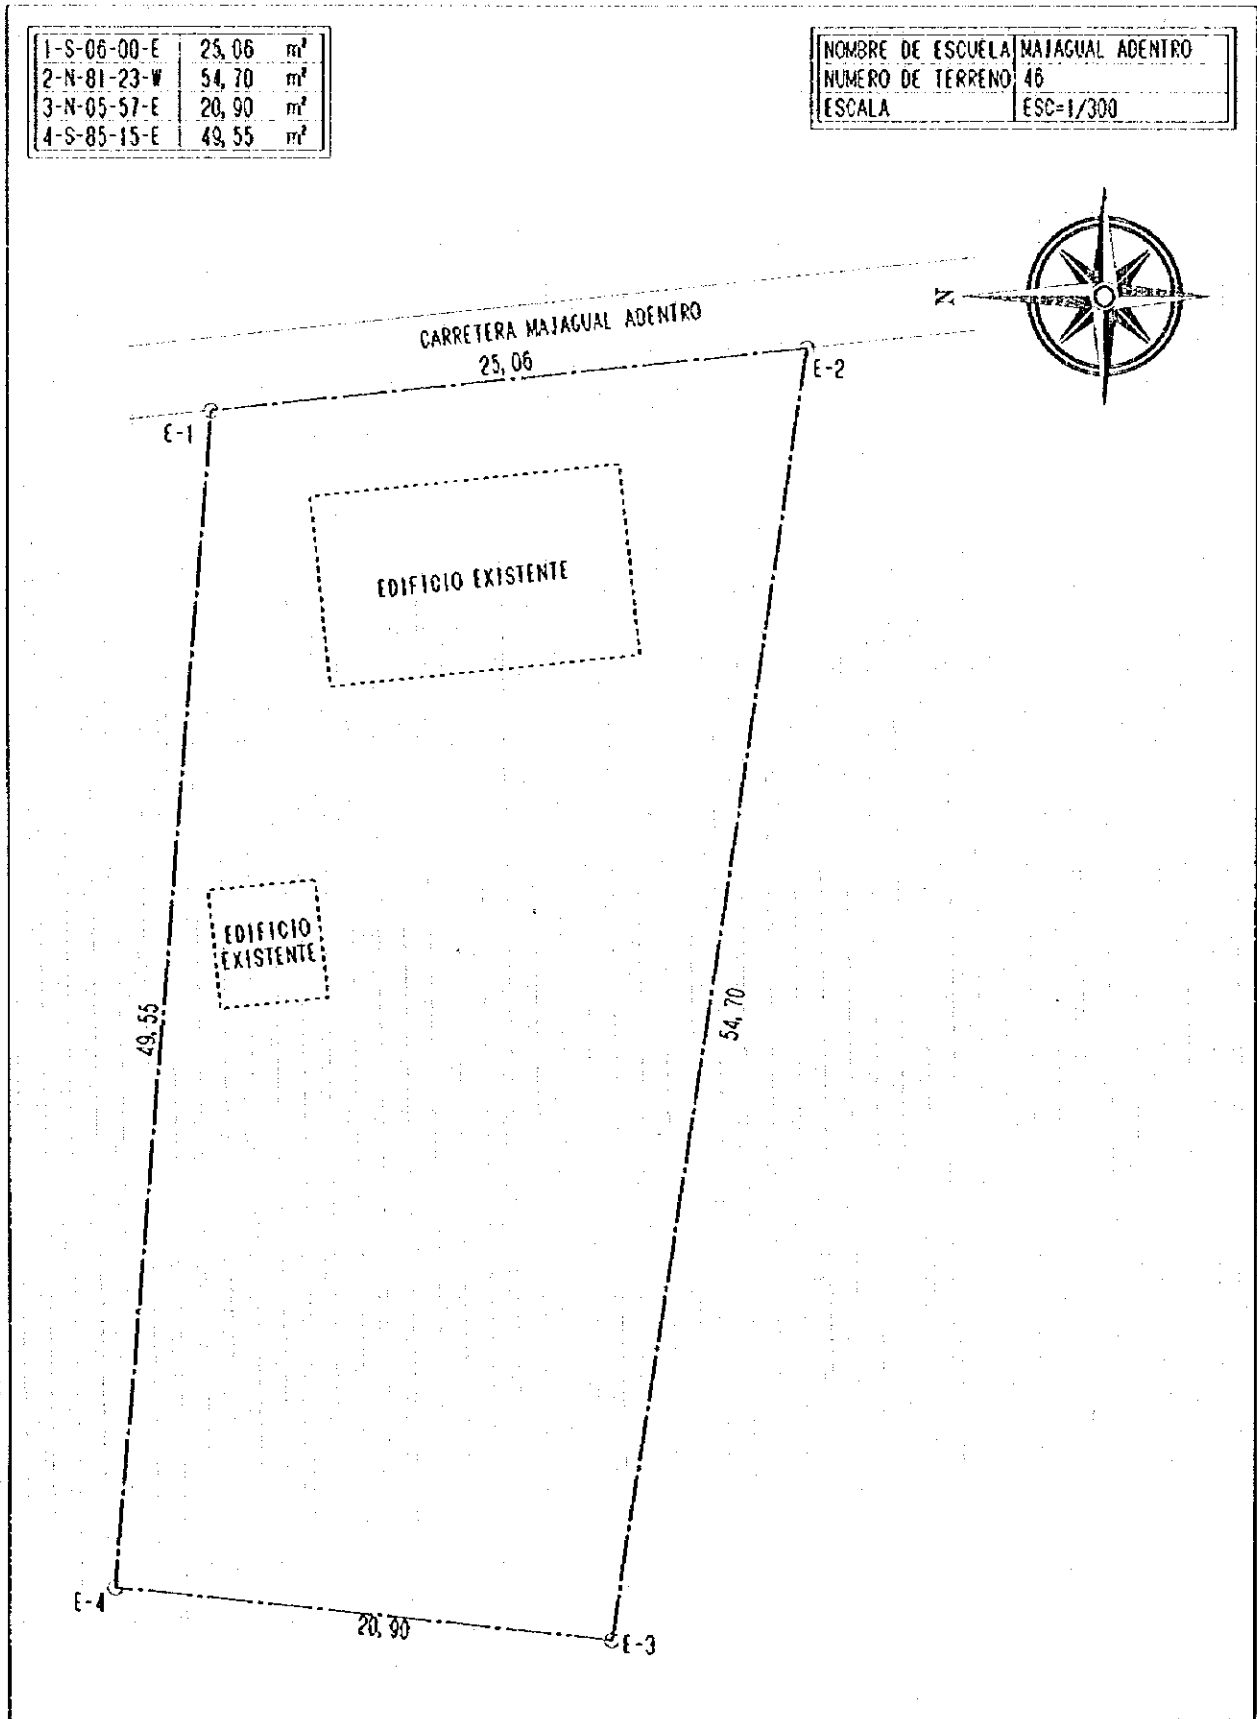 1-S-06-00-E 25,06 m²
2-N-81-23-W 54,70 m²
3-N-05-57-E 20,90 m²
4-S-85-15-E 49,55 m²
NOMBRE DE ESCUELA MAJAGUAL ADENTRO
NUMERO DE TERRENO 46
ESCALA ESC=1/300
N
CARRETERA MAJAGUAL ADENTRO
25,06
E-2
E-1
EDIFICIO EXISTENTE
EDIFICIO
EXISTENTE
49,55
54,70
E-4
20,90
E-3